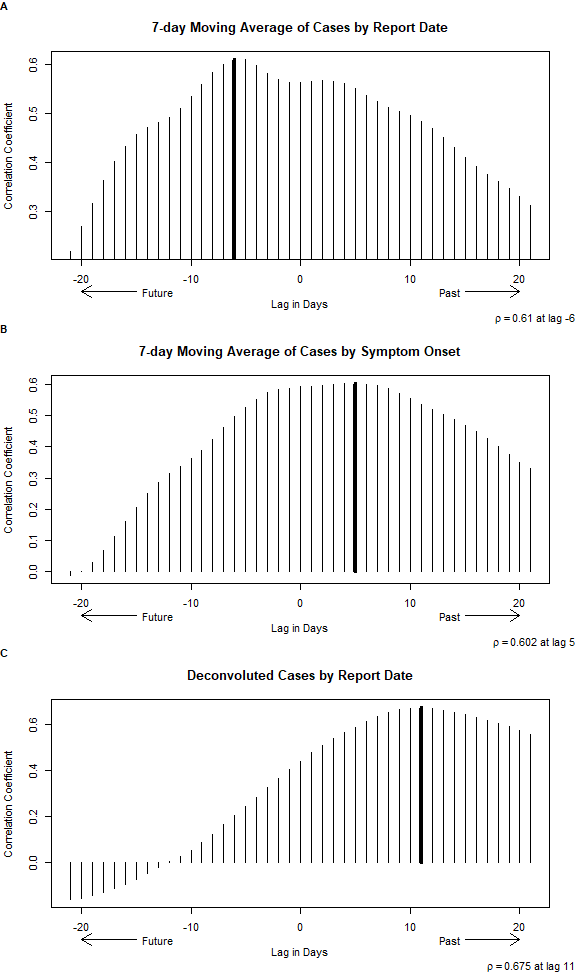 A
7-day Moving Average of Cases by Report Date
Correlation Coefficient
0.6
0.5
0.4
0.3
-20 -10 0 10 20
Future Past
Lag in Days
ρ = 0.61 at lag -6
B
7-day Moving Average of Cases by Symptom Onset
Correlation Coefficient
0.6
0.5
0.4
0.3
0.2
0.1
0.0
-20 -10 0 10 20
Future Past
Lag in Days
ρ = 0.602 at lag 5
C
Deconvoluted Cases by Report Date
Correlation Coefficient
0.6
0.4
0.2
0.0
-20 -10 0 10 20
Future Past
Lag in Days
ρ = 0.675 at lag 11